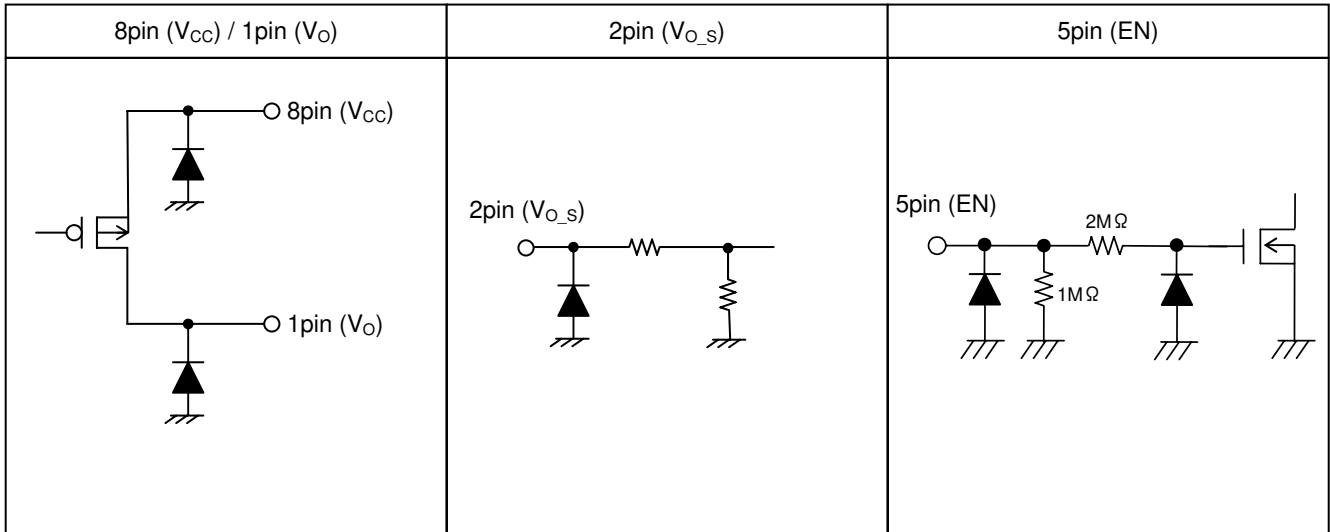 8pin (VCC) / 1pin (VO)
2pin (VO_S)
5pin (EN)
8pin (VCC)
1pin (VO)
2pin (VO_S)
5pin (EN)
2MΩ
1MΩ